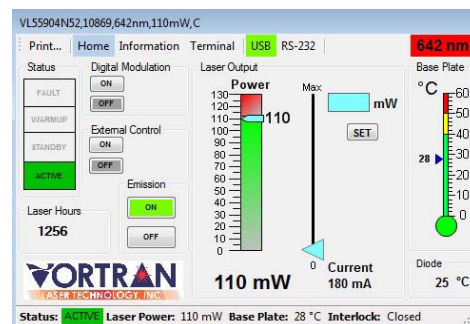 VL55904N52,10869,642nm,110mW,C
Print... Home Information Terminal USB RS-232 642 nm
Status Digital Modulation Laser Output Base Plate
FAULT ON Power Max °C
WARMUP OFF 130 mW 60
120 50
110 110 40
100 SET
STANDBY External Control 90 30
ON 80 28
ACTIVE OFF 70 20
Emission 60 10
ON 50 0
Laser Hours 40
1256 30
OFF 20
10
0 0 Current Diode
VORTRAN 110 mW 180 mA 25 °C
LASER TECHNOLOGY, INC.
Status: ACTIVE Laser Power: 110 mW Base Plate: 28 °C Interlock: Closed